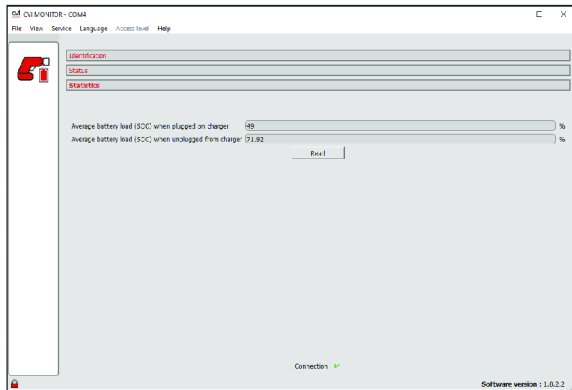 CVI MONITOR - COM4
File View Service Language Access level Help
Identification
Status
Statistics
Average battery load (SOC) when plugged on charger 49 %
Average battery load (SOC) when unplugged from charger 71,92 %
Read
Connection
Software version : 1.8.2.2